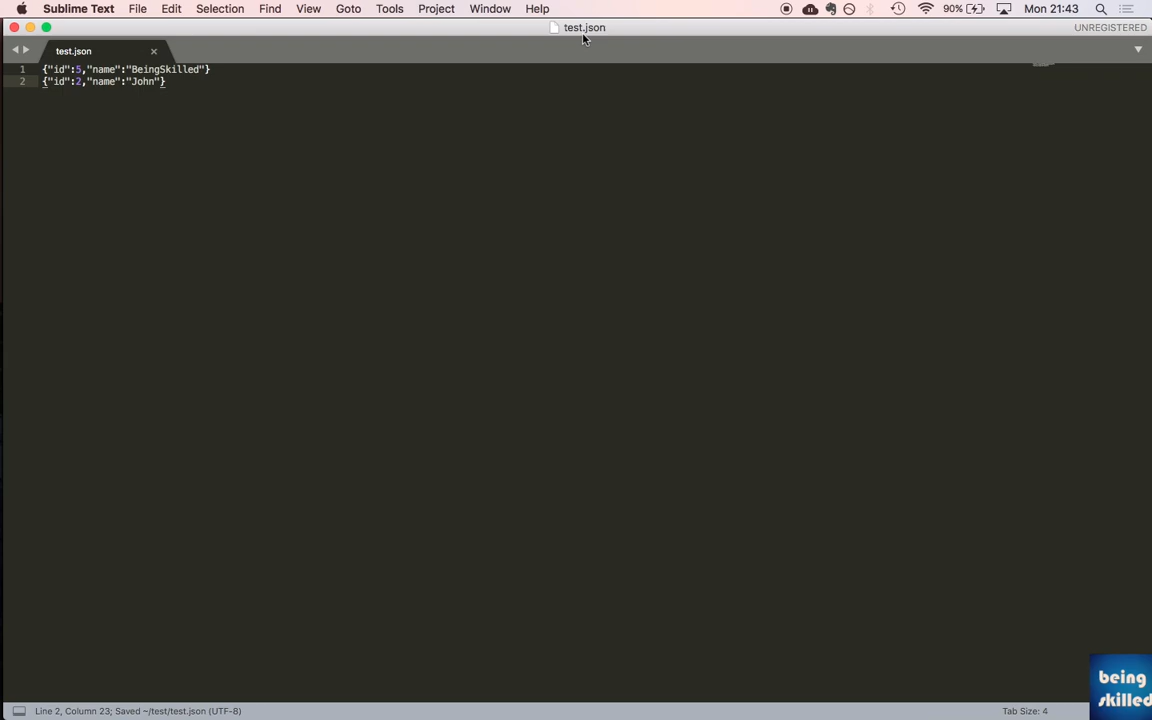 Sublime Text File Edit Selection Find View Goto Tools Project Window Help 90% Mon 21:43
test.json UNREGISTERED
test.json
1 {"id":5,"name":"BeingSkilled"}
2 {"id":2,"name":"John"}
being
skilled
Line 2, Column 23; Saved ~/test/test.json (UTF-8) Tab Size: 4